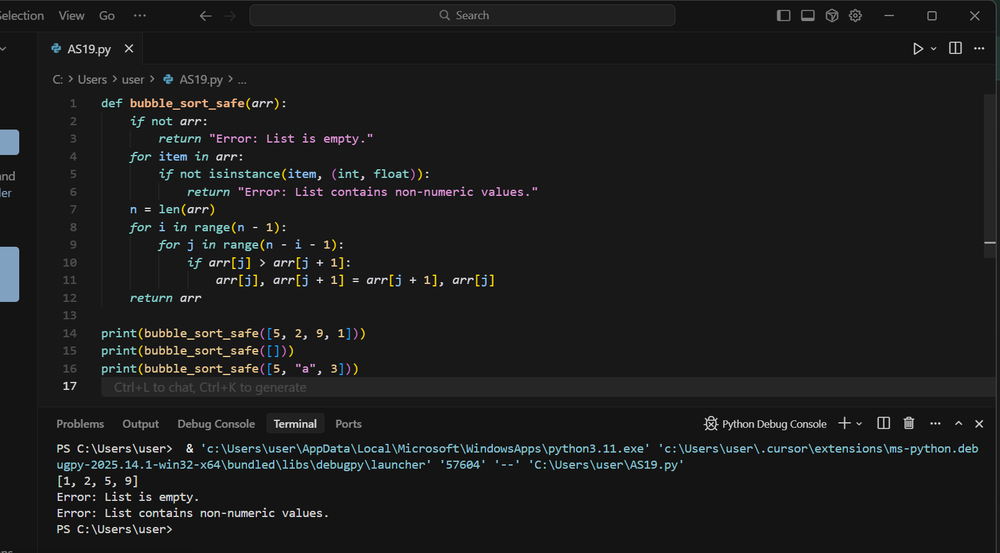 Selection View Go ··· Search
AS19.py
C: > Users > user > AS19.py > ...
1 def bubble_sort_safe(arr):
2     if not arr:
3         return "Error: List is empty."
4     for item in arr:
5         if not isinstance(item, (int, float)):
6             return "Error: List contains non-numeric values."
7     n = len(arr)
8     for i in range(n - 1):
9         for j in range(n - i - 1):
10             if arr[j] > arr[j + 1]:
11                 arr[j], arr[j + 1] = arr[j + 1], arr[j]
12     return arr
13
14 print(bubble_sort_safe([5, 2, 9, 1]))
15 print(bubble_sort_safe([]))
16 print(bubble_sort_safe([5, "a", 3]))
17 Ctrl+L to chat, Ctrl+K to generate
Problems Output Debug Console Terminal Ports Python Debug Console
PS C:\Users\user>  & 'c:\Users\user\AppData\Local\Microsoft\WindowsApps\python3.11.exe' 'c:\Users\user\.cursor\extensions\ms-python.deb
ugpy-2025.14.1-win32-x64\bundled\libs\debugpy\launcher' '57604' '--' 'C:\Users\user\AS19.py'
[1, 2, 5, 9]
Error: List is empty.
Error: List contains non-numeric values.
PS C:\Users\user>